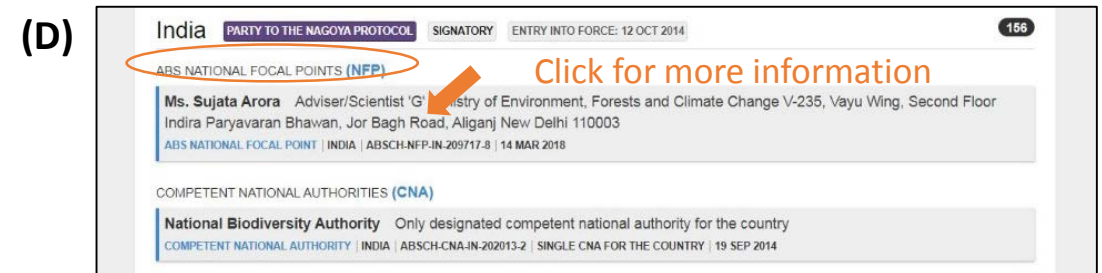 (D)
India PARTY TO THE NAGOYA PROTOCOL SIGNATORY ENTRY INTO FORCE: 12 OCT 2014 156
ABS NATIONAL FOCAL POINTS (NFP)
Click for more information
Ms. Sujata Arora Adviser/Scientist 'G' of Environment, Forests and Climate Change V-235, Vayu Wing, Second Floor
Indira Paryavaran Bhawan, Jor Bagh Road, Aliganj New Delhi 110003
ABS NATIONAL FOCAL POINT | INDIA | ABSCH-NFP-IN-209717-8 | 14 MAR 2018
COMPETENT NATIONAL AUTHORITIES (CNA)
National Biodiversity Authority Only designated competent national authority for the country
COMPETENT NATIONAL AUTHORITY | INDIA | ABSCH-CNA-IN-202013-2 | SINGLE CNA FOR THE COUNTRY | 19 SEP 2014